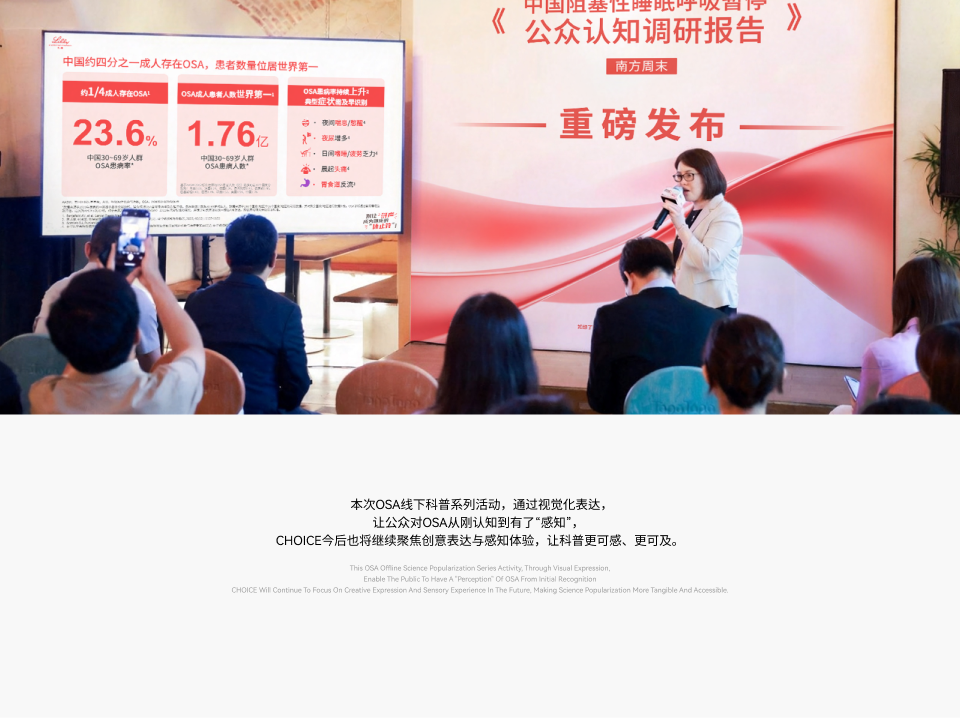 《中国阻塞性睡眠呼吸暂停
公众认知调研报告》
南方周末
重磅发布
Lilly
中国约四分之一成人存在OSA，患者数量位居世界第一
约1/4成人存在OSA¹
23.6%
中国30~69岁人群
OSA患病率*
OSA成人患者人数世界第一
1.76亿
中国30~69岁人群
OSA患病人数*
OSA患病率持续上升
典型症状需及早识别
夜间喘息/憋醒
夜尿增多
日间嗜睡/疲劳乏力
晨起头痛
胃食道反流
本次OSA线下科普系列活动，通过视觉化表达，
让公众对OSA从刚认知到有了“感知”，
CHOICE今后也将继续聚焦创意表达与感知体验，让科普更可感、更可及。
This OSA Offline Science Popularization Series Activity, Through Visual Expression,
Enable The Public To Have A "Perception" Of OSA From Initial Recognition
CHOICE Will Continue To Focus On Creative Expression And Sensory Experience In The Future, Making Science Popularization More Tangible And Accessible.